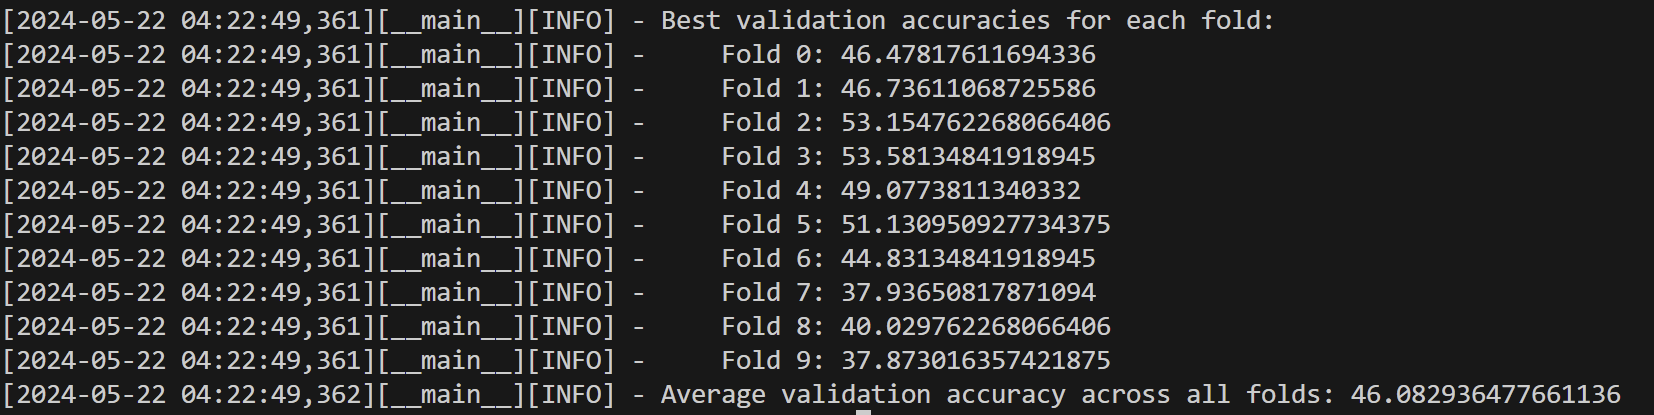 [2024-05-22 04:22:49,361][__main__][INFO] - Best validation accuracies for each fold:
[2024-05-22 04:22:49,361][__main__][INFO] -     Fold 0: 46.47817611694336
[2024-05-22 04:22:49,361][__main__][INFO] -     Fold 1: 46.73611068725586
[2024-05-22 04:22:49,361][__main__][INFO] -     Fold 2: 53.154762268066406
[2024-05-22 04:22:49,361][__main__][INFO] -     Fold 3: 53.58134841918945
[2024-05-22 04:22:49,361][__main__][INFO] -     Fold 4: 49.0773811340332
[2024-05-22 04:22:49,361][__main__][INFO] -     Fold 5: 51.130950927734375
[2024-05-22 04:22:49,361][__main__][INFO] -     Fold 6: 44.83134841918945
[2024-05-22 04:22:49,361][__main__][INFO] -     Fold 7: 37.93650817871094
[2024-05-22 04:22:49,361][__main__][INFO] -     Fold 8: 40.029762268066406
[2024-05-22 04:22:49,361][__main__][INFO] -     Fold 9: 37.873016357421875
[2024-05-22 04:22:49,362][__main__][INFO] - Average validation accuracy across all folds: 46.082936477661136